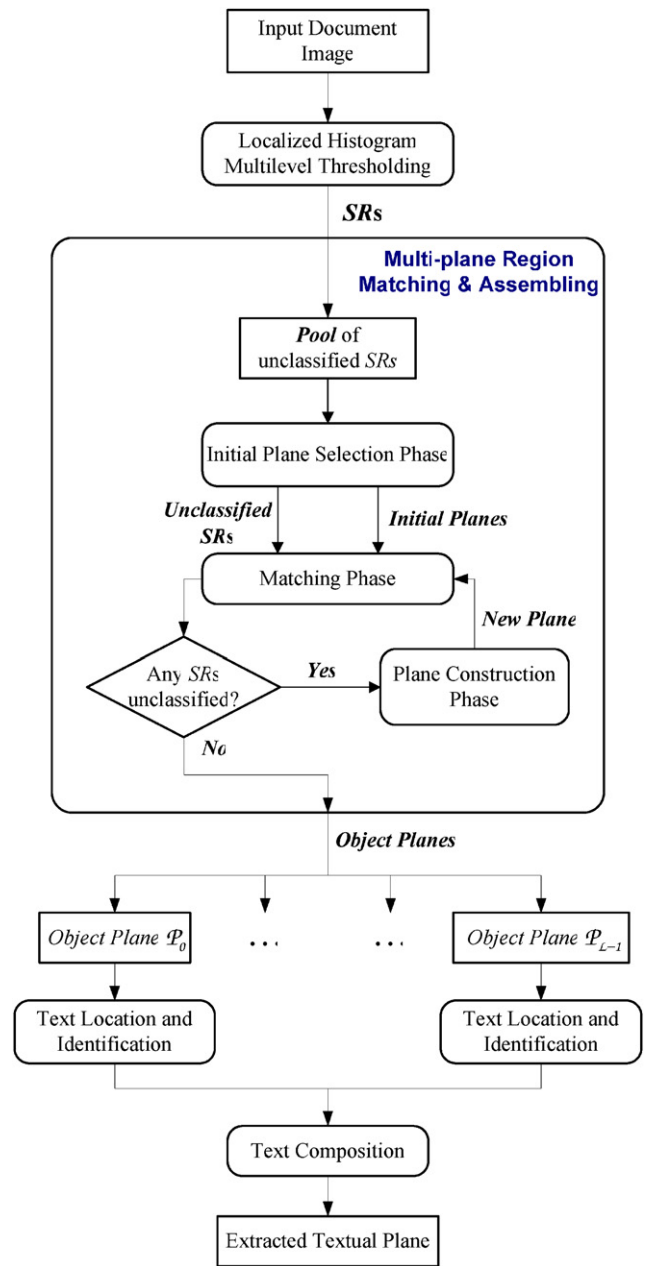 Input Document
Image
Localized Histogram
Multilevel Thresholding
SRs
Multi-plane Region
Matching & Assembling
Pool of
unclassified SRs
Initial Plane Selection Phase
Unclassified
SRs
Initial Planes
Matching Phase
New Plane
Any SRs
unclassified?
Yes
Plane Construction
Phase
No
Object Planes
Object Plane 𝒫₀
...
...
Object Plane 𝒫_{L−1}
Text Location and
Identification
Text Location and
Identification
Text Composition
Extracted Textual Plane